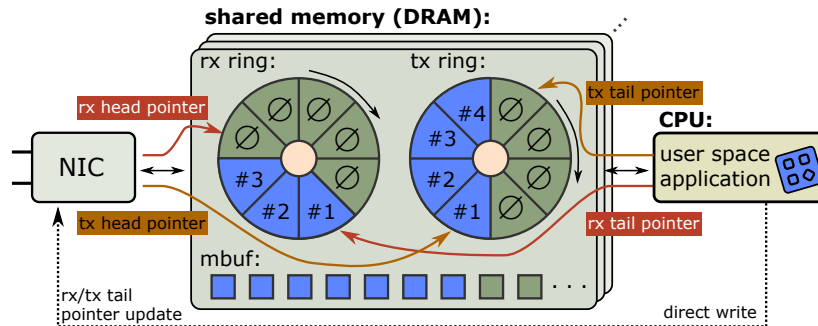 shared memory (DRAM):
...
rx ring:
tx ring:
rx head pointer
tx tail pointer
CPU:
NIC
∅
∅
∅
∅
∅
#3
#2
#1
#4
#3
#2
#1
∅
∅
∅
∅
user space
application
tx head pointer
rx tail pointer
mbuf:
...
rx/tx tail
pointer update
direct write